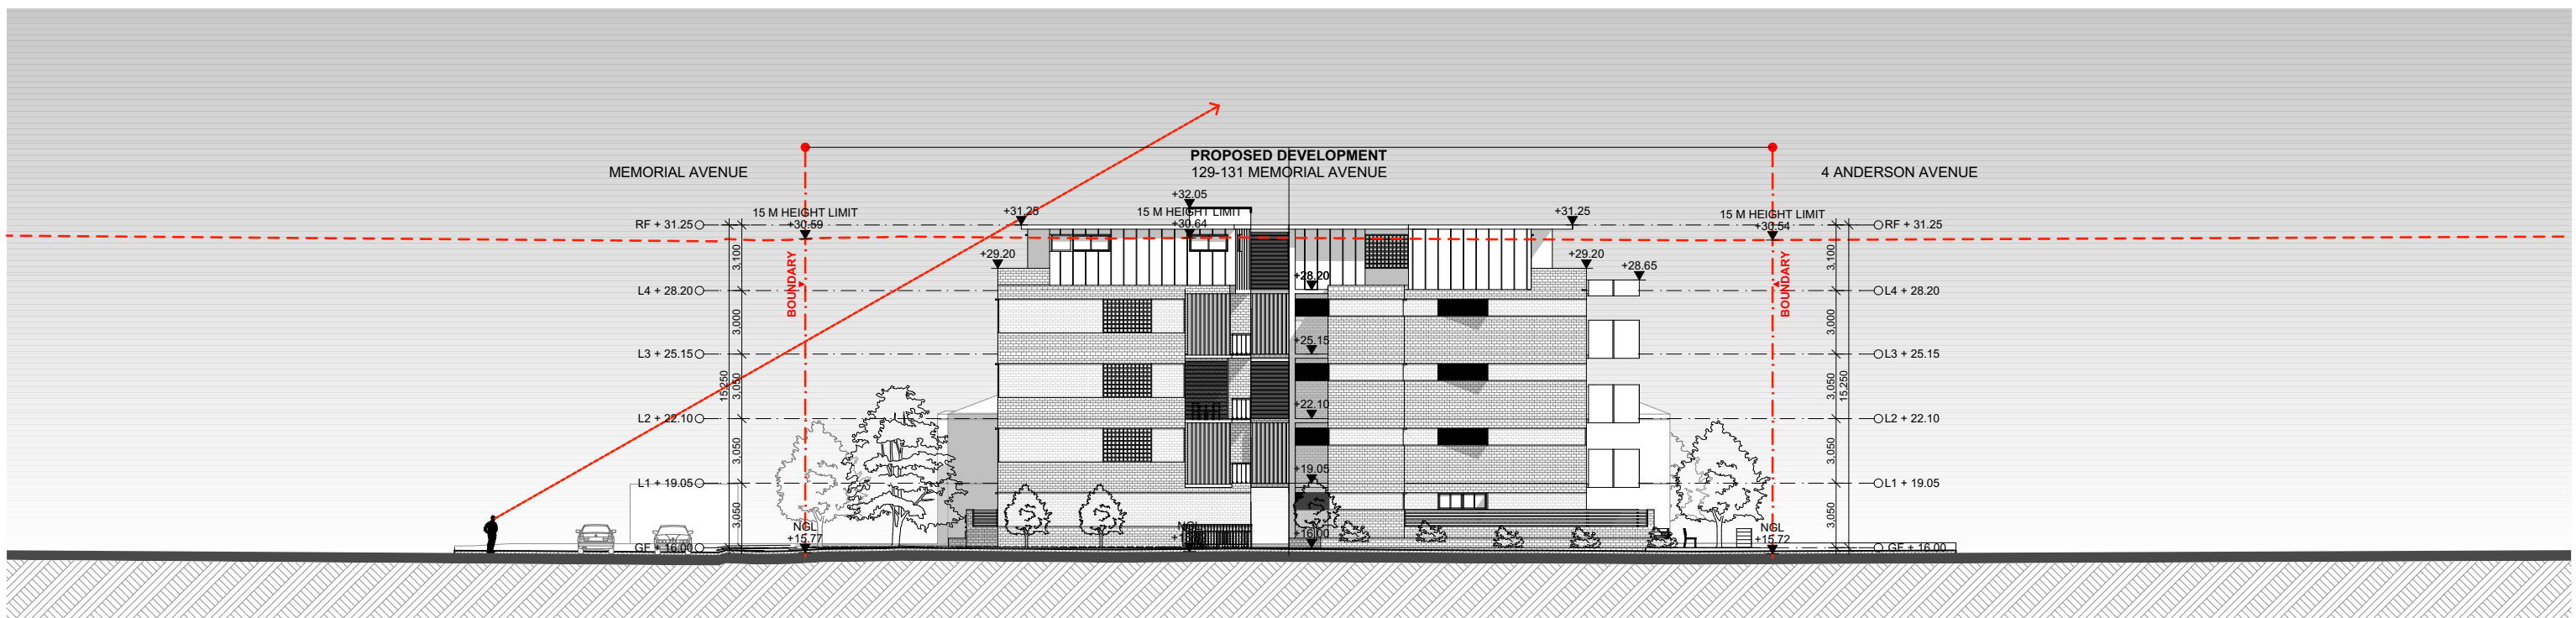 PROPOSED DEVELOPMENT
129-131 MEMORIAL AVENUE
MEMORIAL AVENUE
4 ANDERSON AVENUE
+32.05
15 M HEIGHT LIMIT
+30.59
+31.25
15 M HEIGHT LIMIT
+30.64
+31.25
15 M HEIGHT LIMIT
+30.54
RF + 31.25
RF + 31.25
BOUNDARY
BOUNDARY
3.100
3.100
+29.20
+29.20
+28.65
+28.20
L4 + 28.20
L4 + 28.20
3.000
3.000
+25.15
L3 + 25.15
L3 + 25.15
15.250
3.050
3.050
15.250
+22.10
L2 + 22.10
L2 + 22.10
3.050
3.050
+19.05
L1 + 19.05
L1 + 19.05
3.050
3.050
NGL
+15.77
NGL
+16.00
NGL
+15.72
GF + 16.00
GF + 16.00